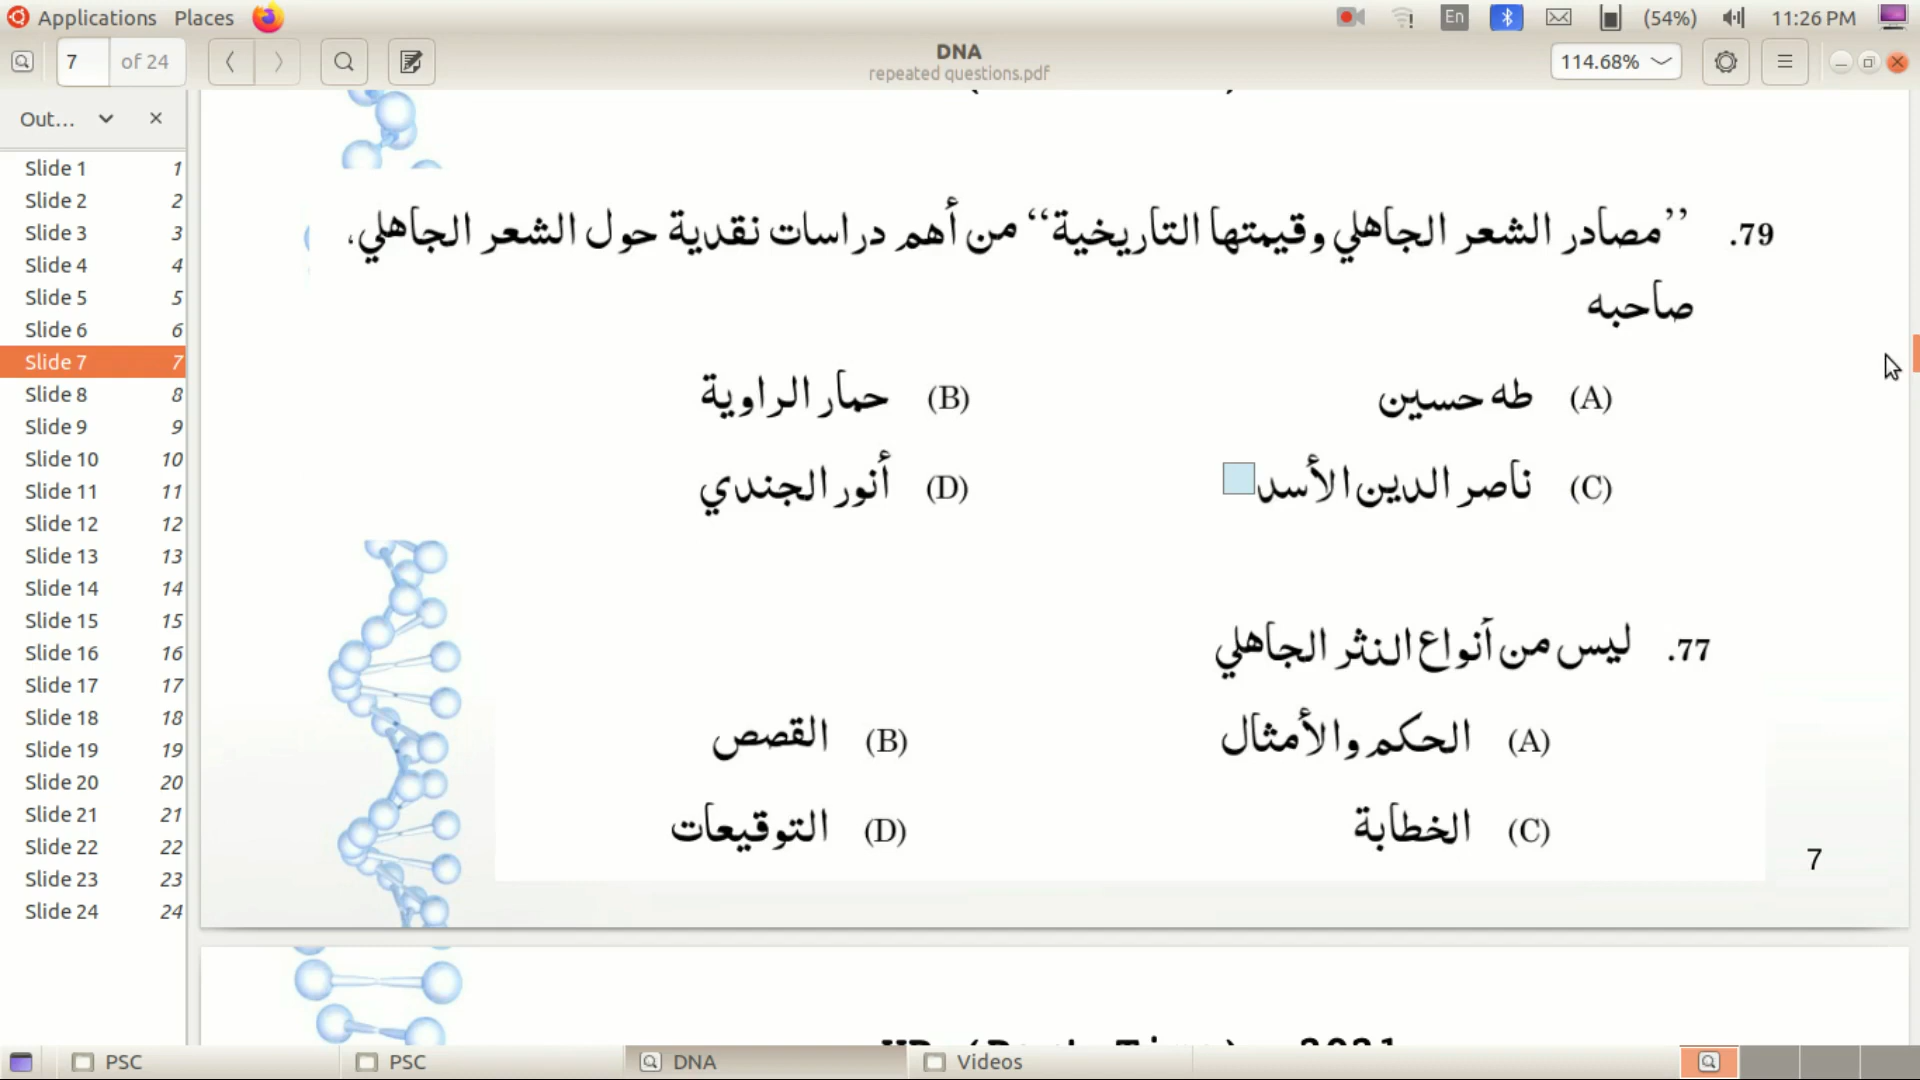 Applications Places En (54%) 11:26 PM
7 of 24 DNA 114.68%
repeated questions.pdf
Out...
Slide 1 1
Slide 2 2
Slide 3 3
Slide 4 4
Slide 5 5
Slide 6 6
Slide 7 7
Slide 8 8
Slide 9 9
Slide 10 10
Slide 11 11
Slide 12 12
Slide 13 13
Slide 14 14
Slide 15 15
Slide 16 16
Slide 17 17
Slide 18 18
Slide 19 19
Slide 20 20
Slide 21 21
Slide 22 22
Slide 23 23
Slide 24 24
79. ’’مصادر الشعر الجاهلي وقيمتها التاريخية‘‘ من أهم دراسات نقدية حول الشعر الجاهلي،
صاحبه
(A) طه حسين (B) حمار الراوية
(C) ناصر الدين الأسد (D) أنور الجندي
77. ليس من أنواع النثر الجاهلي
(A) الحكم والأمثال (B) القصص
(C) الخطابة (D) التوقيعات
7
PSC PSC DNA Videos